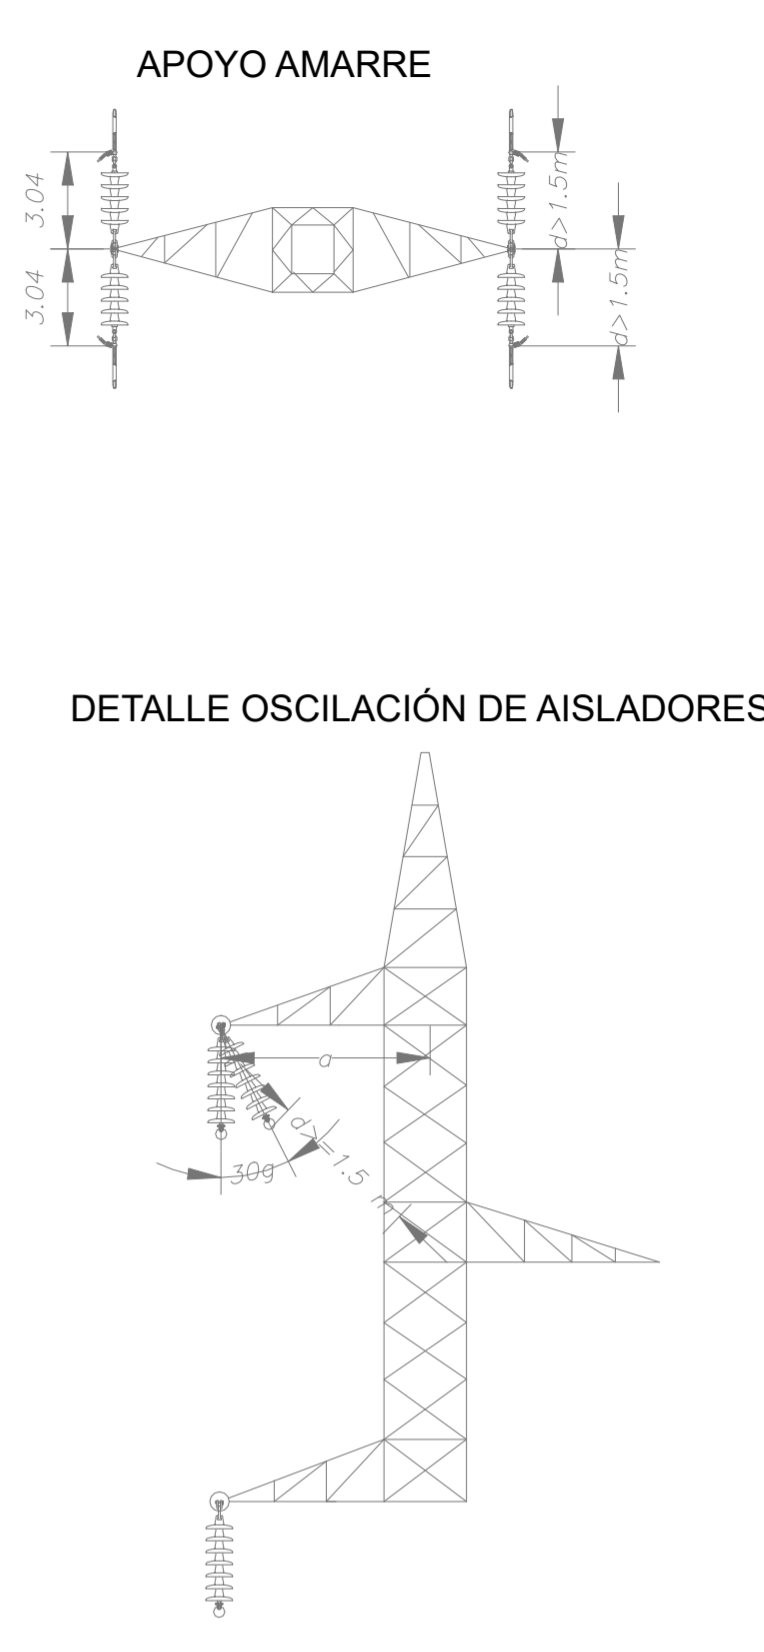 APOYO AMARRE
3.04
d>1.5m
3.04
d>1.5m
DETALLE OSCILACIÓN DE AISLADORES
a
d>=1.5 m
30g